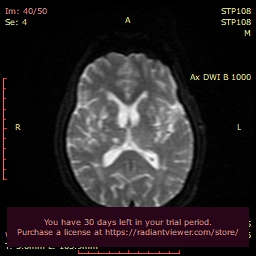 Im: 40/50
Se: 4
A
STP108
STP108
M
Ax DWI B 1000
R
L
You have 30 days left in your trial period.
Purchase a license at https://radiantviewer.com/store/